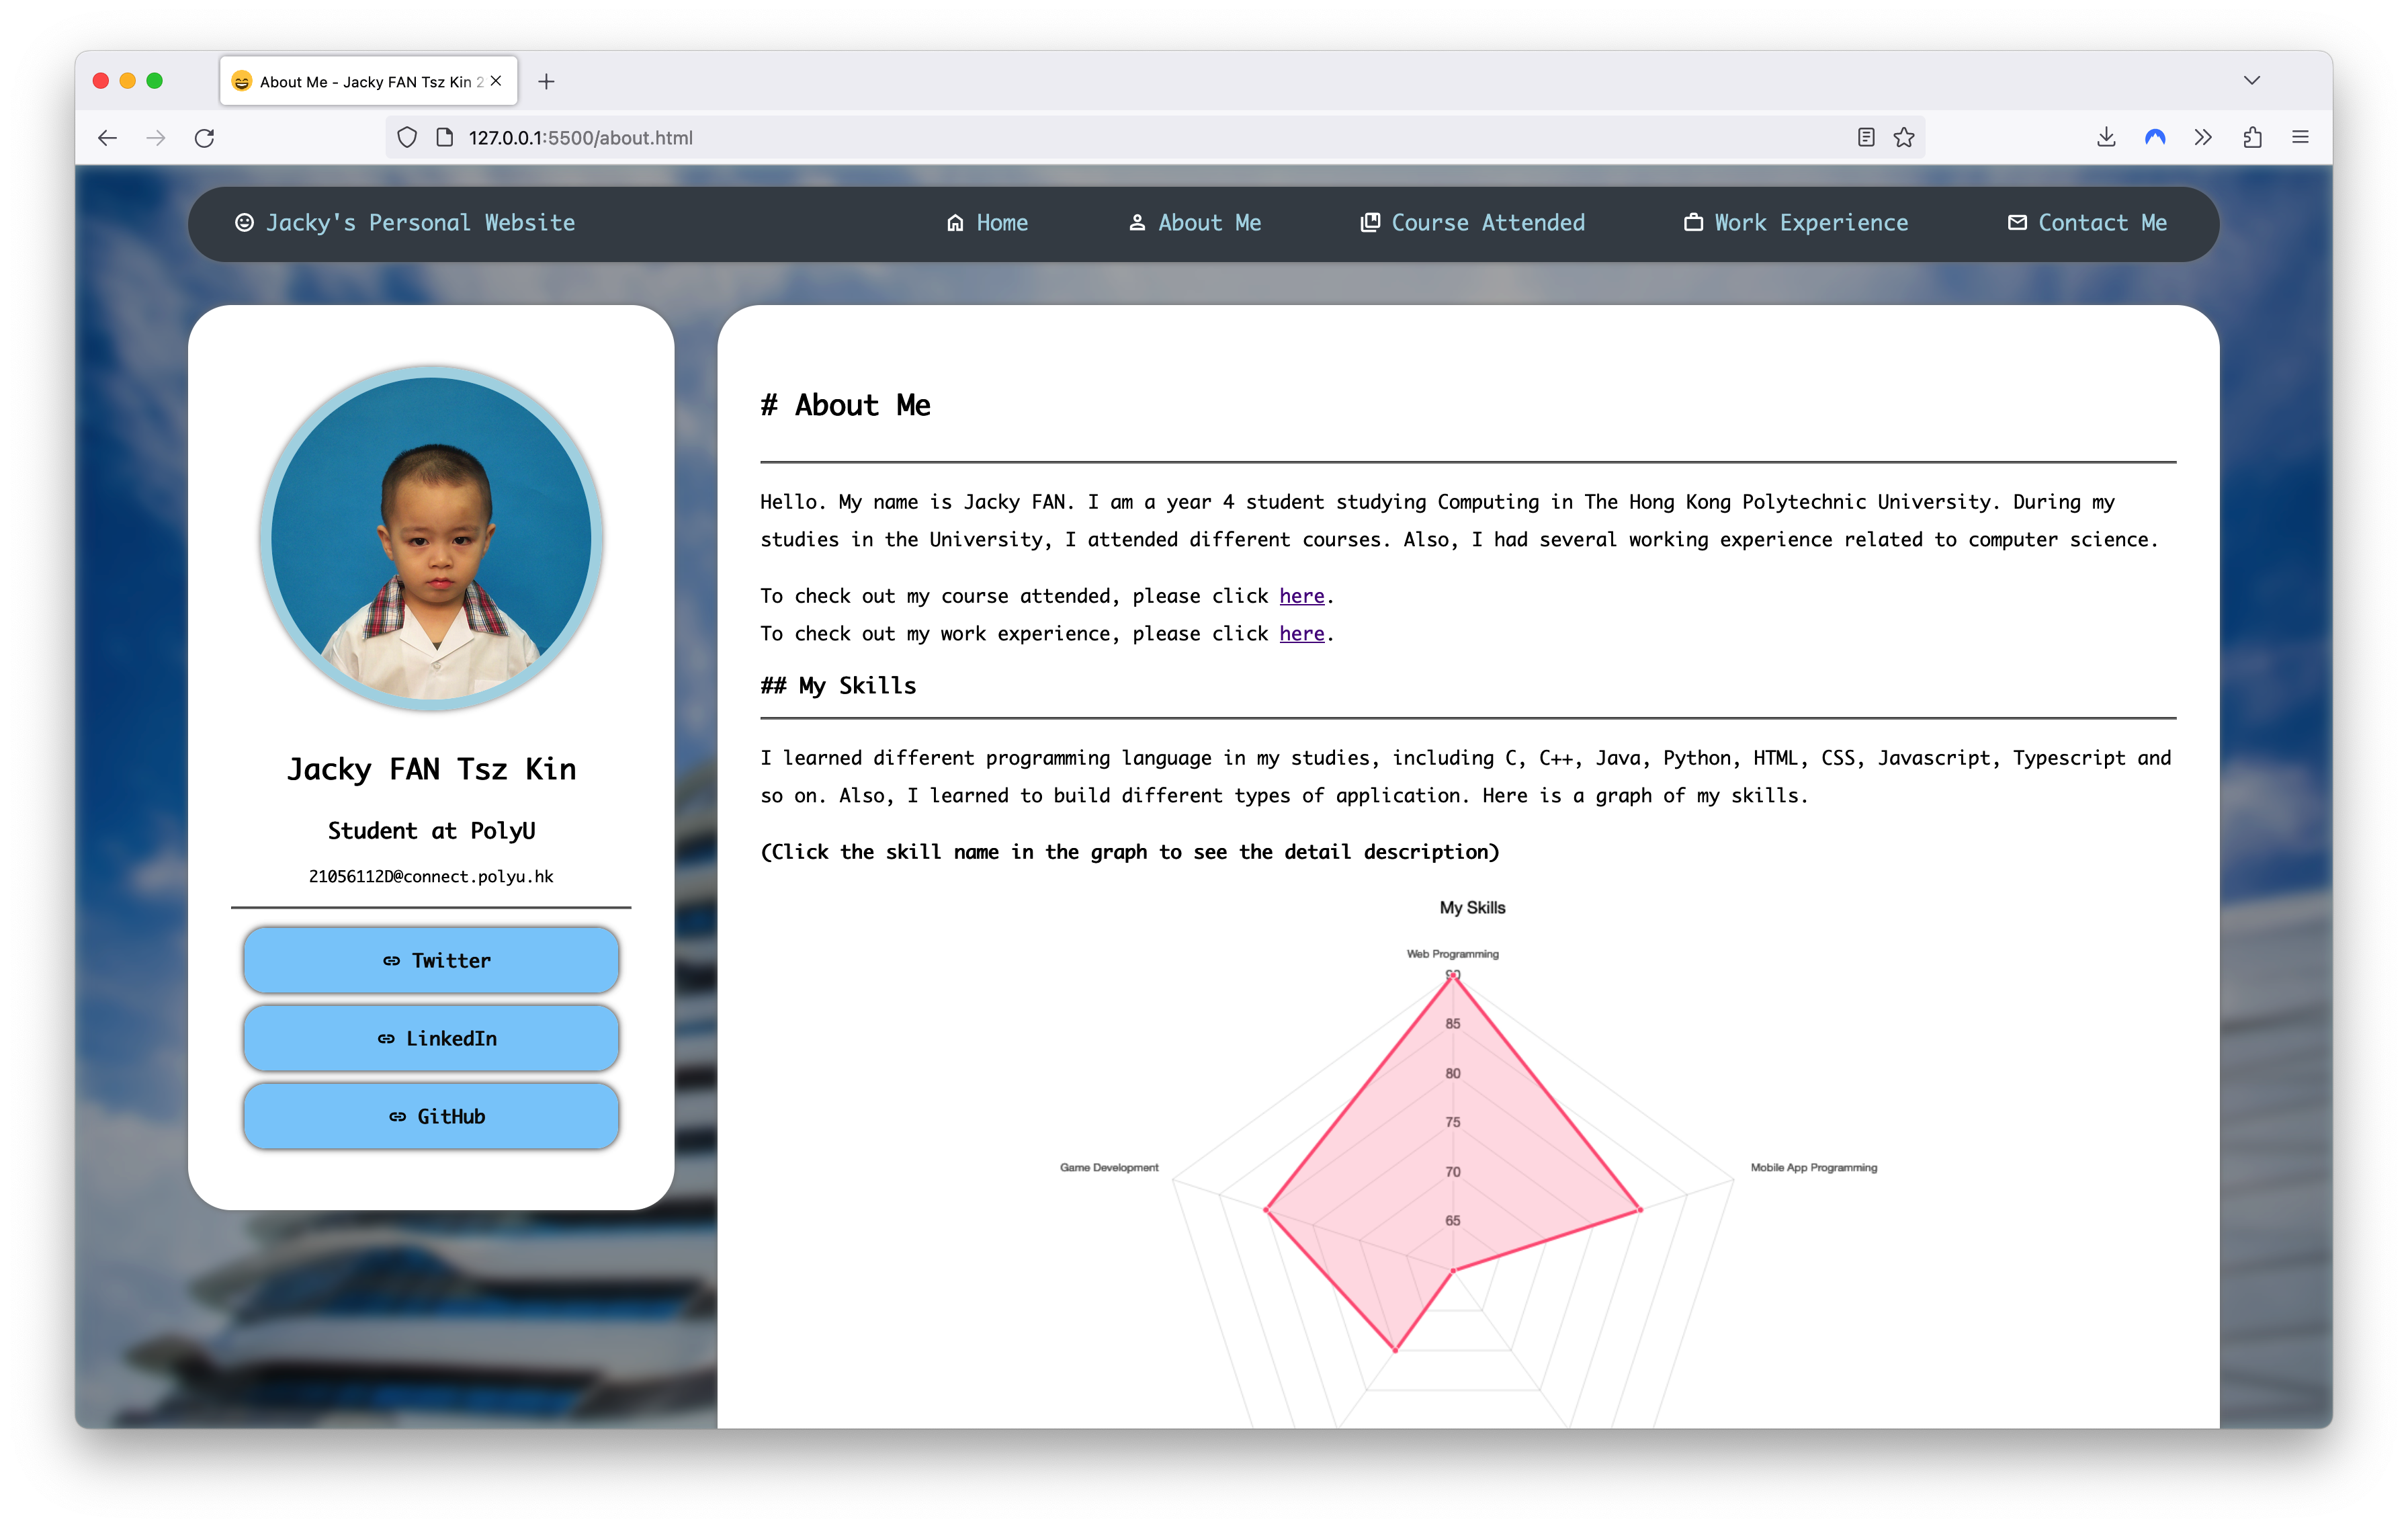 About Me - Jacky FAN Tsz Kin 2
127.0.0.1:5500/about.html
Jacky's Personal Website
Home
About Me
Course Attended
Work Experience
Contact Me
Jacky FAN Tsz Kin
Student at PolyU
21056112D@connect.polyu.hk
Twitter
LinkedIn
GitHub
# About Me
Hello. My name is Jacky FAN. I am a year 4 student studying Computing in The Hong Kong Polytechnic University. During my
studies in the University, I attended different courses. Also, I had several working experience related to computer science.
To check out my course attended, please click here.
To check out my work experience, please click here.
## My Skills
I learned different programming language in my studies, including C, C++, Java, Python, HTML, CSS, Javascript, Typescript and
so on. Also, I learned to build different types of application. Here is a graph of my skills.
(Click the skill name in the graph to see the detail description)
My Skills
Web Programming
90
85
80
75
70
65
Game Development
Mobile App Programming